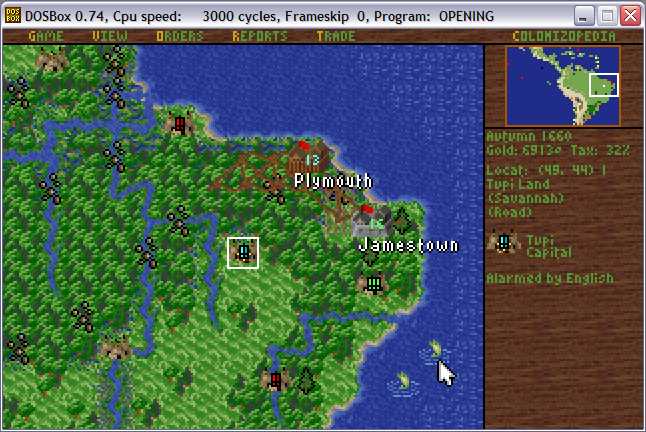 DOSBox 0.74, Cpu speed: 3000 cycles, Frameskip 0, Program: OPENING
GAME VIEW ORDERS REPORTS TRADE COLONIZOPEDIA
Autumn 1660
Gold: 6913¢ Tax: 32%
Locat: (49, 44) 1
Tupi Land
(Savannah)
(Road)
Tupi
Capital
Alarmed by English
13
Plymouth
Jamestown